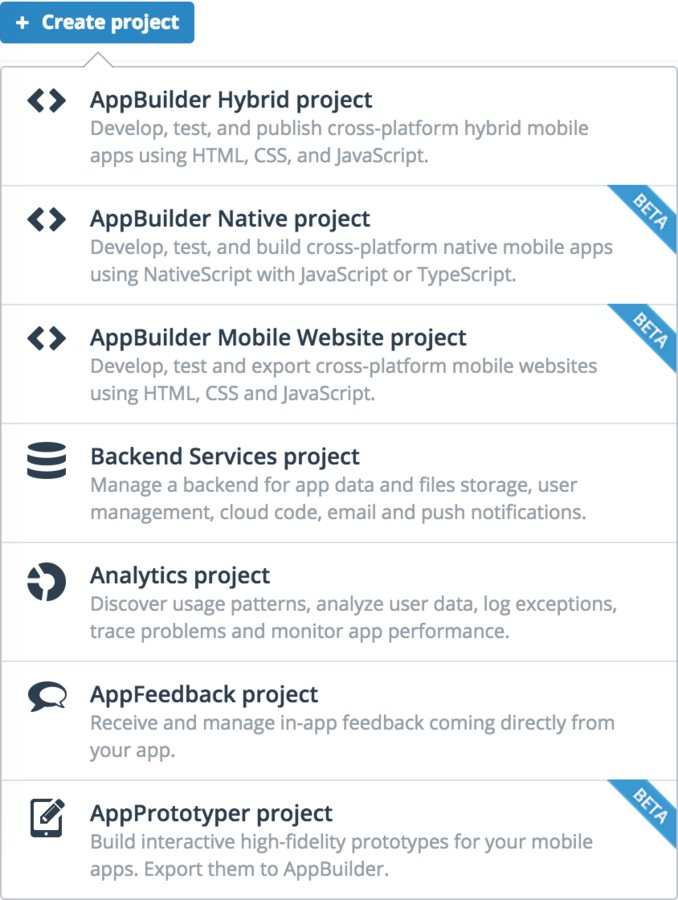 + Create project
AppBuilder Hybrid project
Develop, test, and publish cross-platform hybrid mobile
apps using HTML, CSS, and JavaScript.
AppBuilder Native project
BETA
Develop, test, and build cross-platform native mobile apps
using NativeScript with JavaScript or TypeScript.
AppBuilder Mobile Website project
BETA
Develop, test and export cross-platform mobile websites
using HTML, CSS and JavaScript.
Backend Services project
Manage a backend for app data and files storage, user
management, cloud code, email and push notifications.
Analytics project
Discover usage patterns, analyze user data, log exceptions,
trace problems and monitor app performance.
AppFeedback project
Receive and manage in-app feedback coming directly from
your app.
AppPrototyper project
BETA
Build interactive high-fidelity prototypes for your mobile
apps. Export them to AppBuilder.